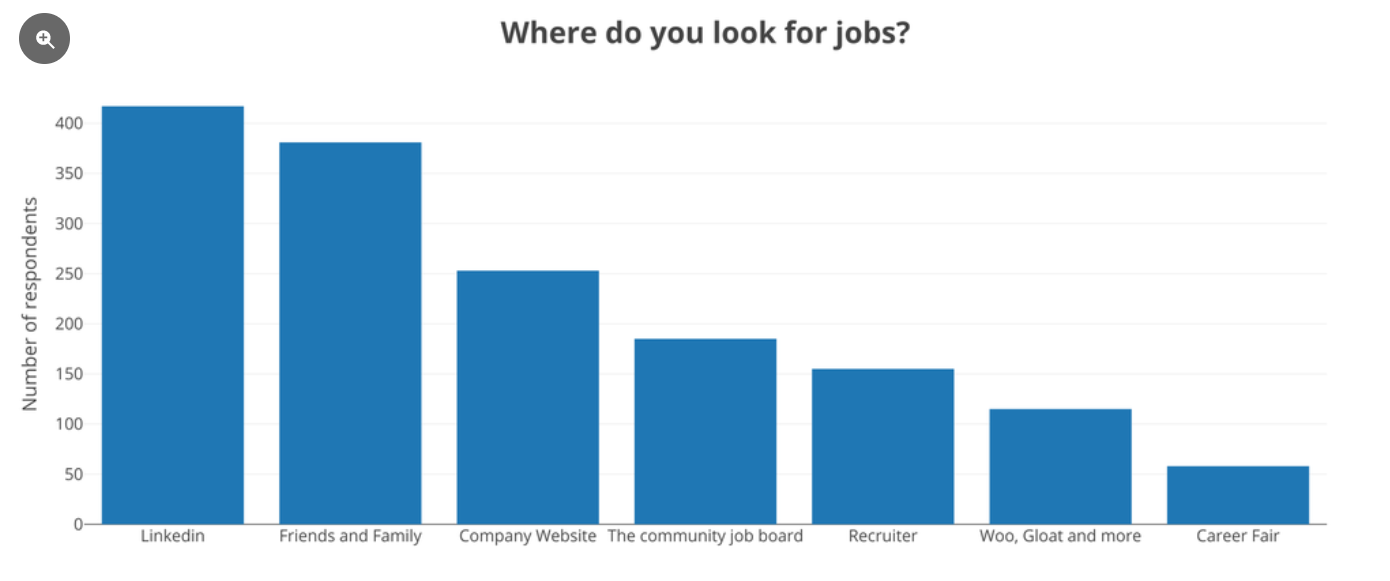 Where do you look for jobs?
Number of respondents
400
350
300
250
200
150
100
50
0
Linkedin
Friends and Family
Company Website
The community job board
Recruiter
Woo, Gloat and more
Career Fair